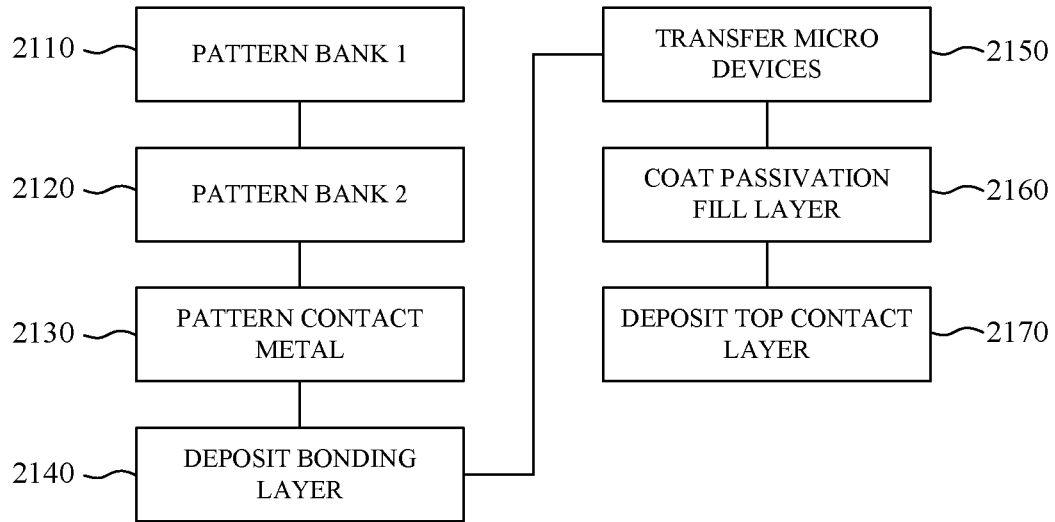 2110
PATTERN BANK 1
2120
PATTERN BANK 2
2130
PATTERN CONTACT
METAL
2140
DEPOSIT BONDING
LAYER
TRANSFER MICRO
DEVICES
2150
COAT PASSIVATION
FILL LAYER
2160
DEPOSIT TOP CONTACT
LAYER
2170